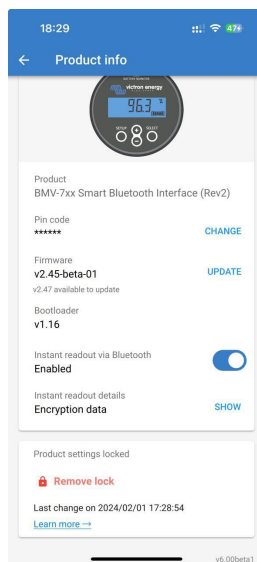 18:29
47
Product info
BATTERY MONITOR
victron energy
96.3 %
SETUP
SELECT
+
−
Product
BMV-7xx Smart Bluetooth Interface (Rev2)
Pin code
******
CHANGE
Firmware
v2.45-beta-01
UPDATE
v2.47 available to update
Bootloader
v1.16
Instant readout via Bluetooth
Enabled
Instant readout details
Encryption data
SHOW
Product settings locked
Remove lock
Last change on 2024/02/01 17:28:54
Learn more →
v6.00beta1